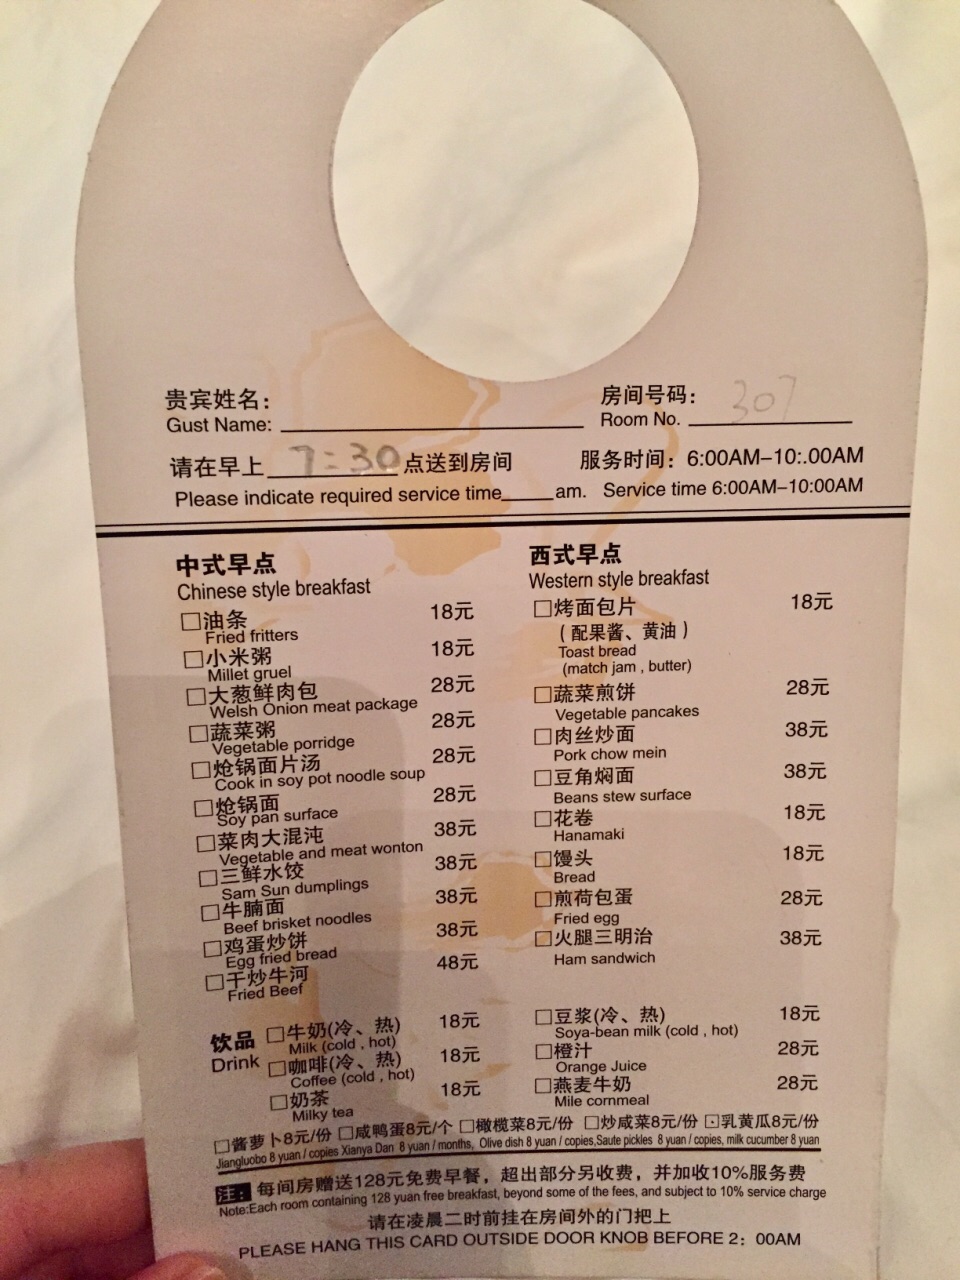 贵宾姓名： 房间号码： 307
Gust Name: Room No.
请在早上 7:30 点送到房间 服务时间：6:00AM–10:.00AM
Please indicate required service time_____am. Service time 6:00AM–10:00AM
中式早点
Chinese style breakfast
□油条 18元
Fried fritters
□小米粥 18元
Millet gruel
□大葱鲜肉包 28元
Welsh Onion meat package
□蔬菜粥 28元
Vegetable porridge
□炝锅面片汤 28元
Cook in soy pot noodle soup
□炝锅面 28元
Soy pan surface
□菜肉大混沌 38元
Vegetable and meat wonton
□三鲜水饺 38元
Sam Sun dumplings
□牛腩面 38元
Beef brisket noodles
□鸡蛋炒饼 38元
Egg fried bread
□干炒牛河 48元
Fried Beef
西式早点
Western style breakfast
□烤面包片 18元
（配果酱、黄油）
Toast bread
(match jam , butter)
□蔬菜煎饼 28元
Vegetable pancakes
□肉丝炒面 38元
Pork chow mein
□豆角焖面 38元
Beans stew surface
□花卷 18元
Hanamaki
□馒头 18元
Bread
□煎荷包蛋 28元
Fried egg
□火腿三明治 38元
Ham sandwich
饮品
Drink
□牛奶(冷、热) 18元
Milk (cold , hot)
□咖啡(冷、热) 18元
Coffee (cold , hot)
□奶茶 18元
Milky tea
□豆浆(冷、热) 18元
Soya-bean milk (cold , hot)
□橙汁 28元
Orange Juice
□燕麦牛奶 28元
Mile cornmeal
□酱萝卜8元/份 □咸鸭蛋8元/个 □橄榄菜8元/份 □炒咸菜8元/份 □乳黄瓜8元/份
Jiangluobo 8 yuan / copies Xianya Dan 8 yuan / months, Olive dish 8 yuan / copies,Saute pickles 8 yuan / copies, milk cucumber 8 yuan
注：每间房赠送128元免费早餐，超出部分另收费，并加收10%服务费
Note:Each room containing 128 yuan free breakfast, beyond some of the fees, and subject to 10% service charge
请在凌晨二时前挂在房间外的门把上
PLEASE HANG THIS CARD OUTSIDE DOOR KNOB BEFORE 2：00AM